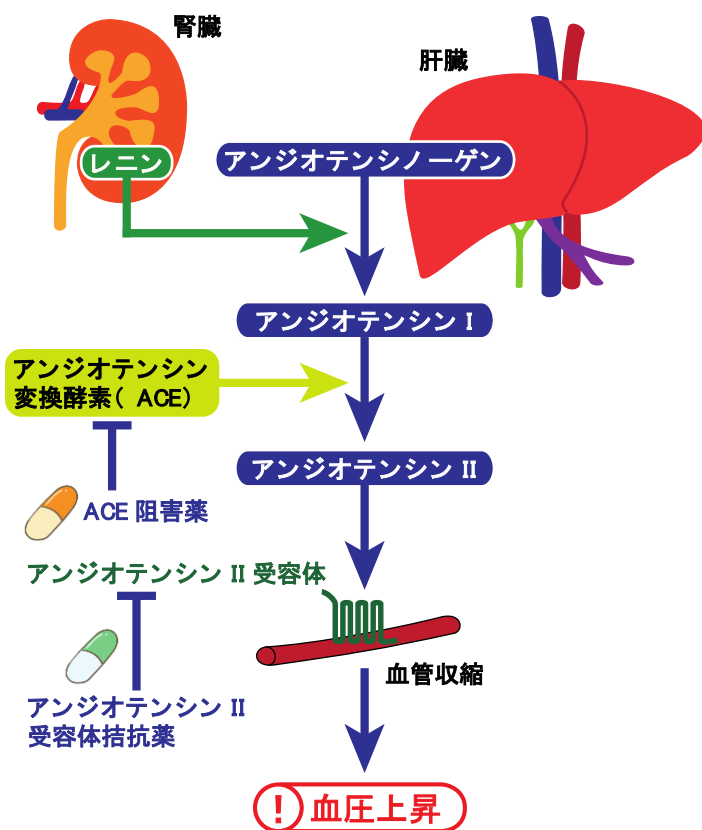 腎臓
肝臓
レニン
アンジオテンシノーゲン
アンジオテンシン I
アンジオテンシン
変換酵素( ACE)
アンジオテンシン II
ACE 阻害薬
アンジオテンシン II 受容体
血管収縮
アンジオテンシン II
受容体拮抗薬
! 血圧上昇